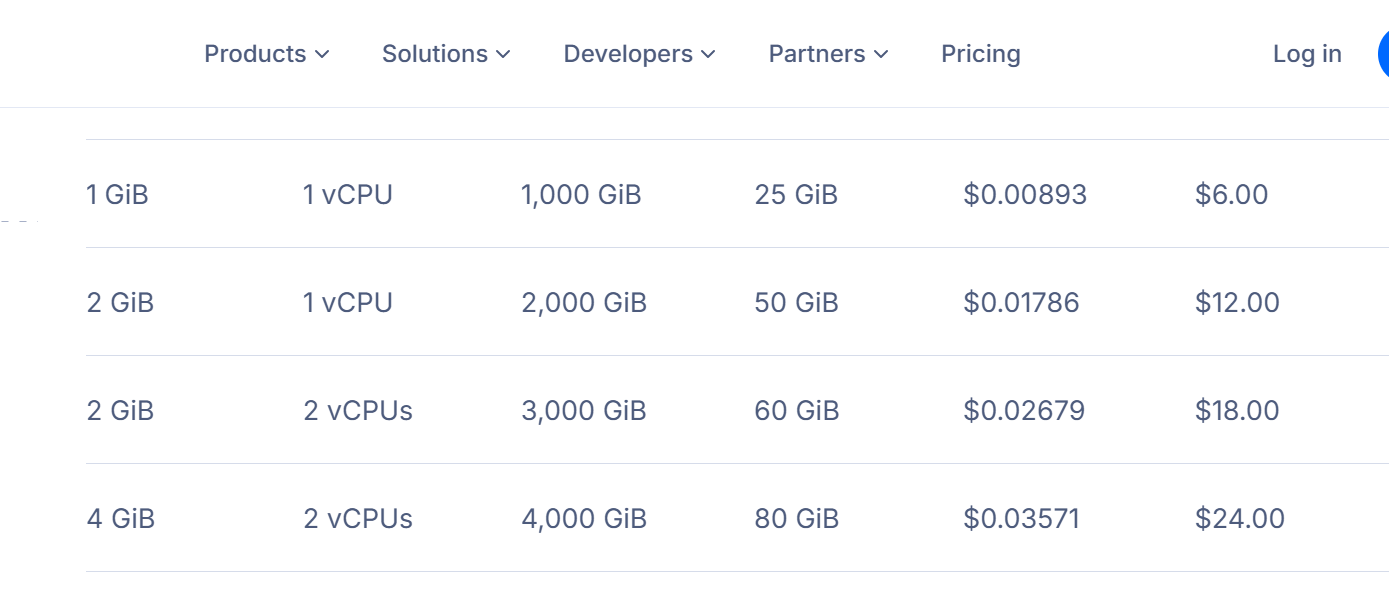 Products Solutions Developers Partners Pricing Log in
1 GiB 1 vCPU 1,000 GiB 25 GiB $0.00893 $6.00
2 GiB 1 vCPU 2,000 GiB 50 GiB $0.01786 $12.00
2 GiB 2 vCPUs 3,000 GiB 60 GiB $0.02679 $18.00
4 GiB 2 vCPUs 4,000 GiB 80 GiB $0.03571 $24.00